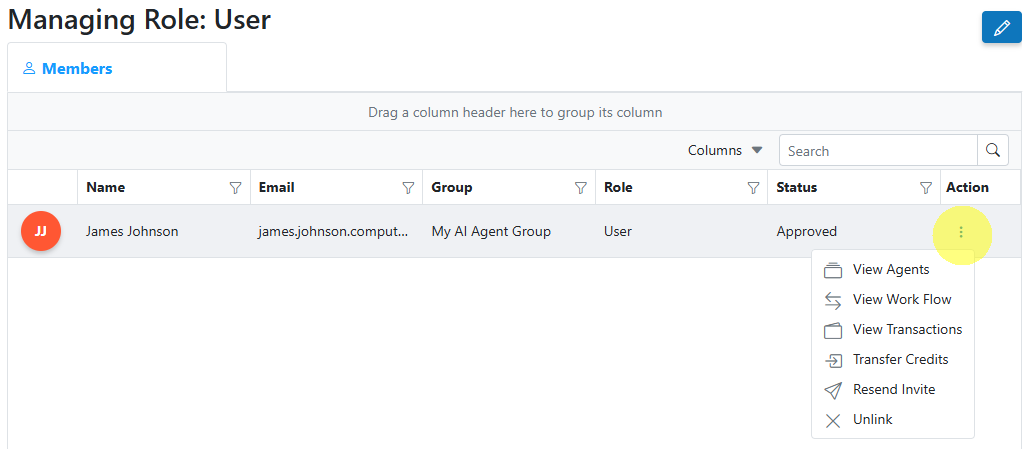 Managing Role: User
Members
Drag a column header here to group its column
Columns Search
Name Email Group Role Status Action
JJ James Johnson james.johnson.comput... My AI Agent Group User Approved
View Agents
View Work Flow
View Transactions
Transfer Credits
Resend Invite
Unlink